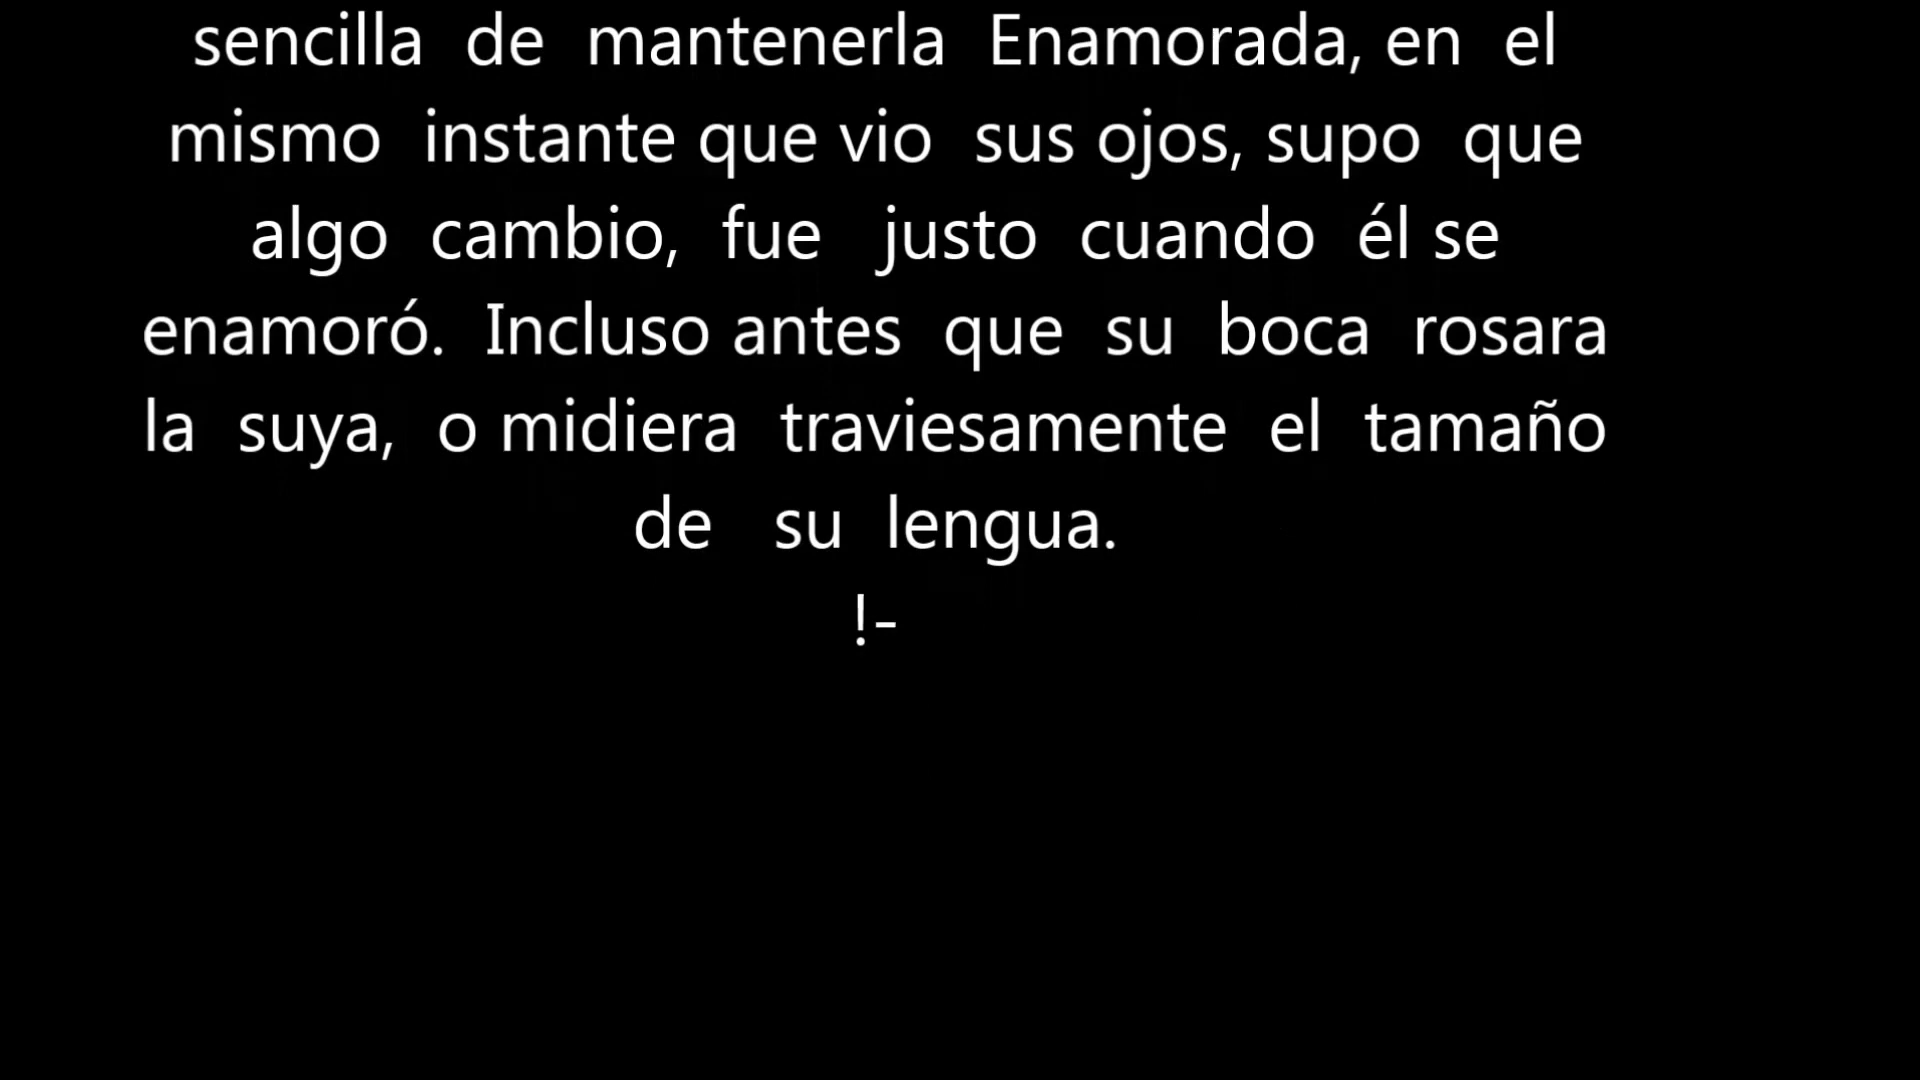 sencilla de mantenerla Enamorada, en el
mismo instante que vio sus ojos, supo que
algo cambio, fue justo cuando él se
enamoró. Incluso antes que su boca rosara
la suya, o midiera traviesamente el tamaño
de su lengua.
!-